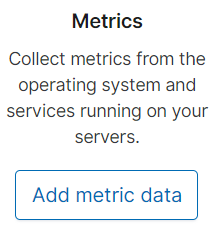 Metrics
Collect metrics from the
operating system and
services running on your
servers.
Add metric data